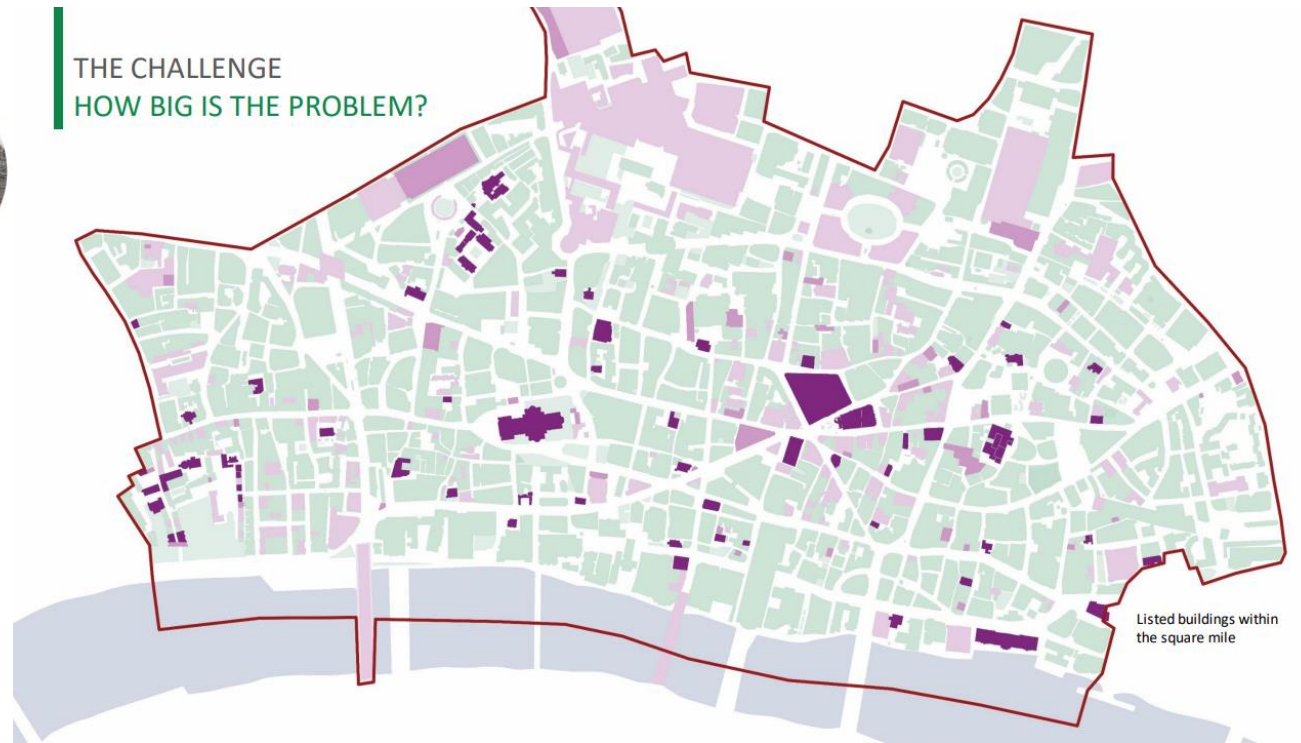 THE CHALLENGE
HOW BIG IS THE PROBLEM?
Listed buildings within
the square mile